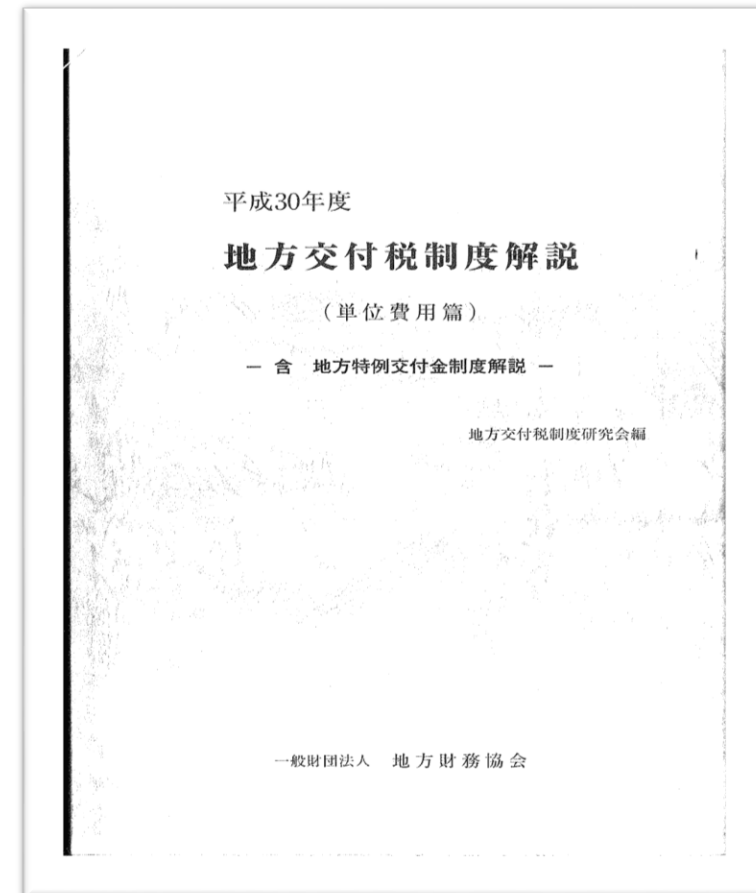 平成30年度
地方交付税制度解説
（単位費用篇）
― 含　地方特例交付金制度解説 ―
地方交付税制度研究会編
一般財団法人　地方財務協会